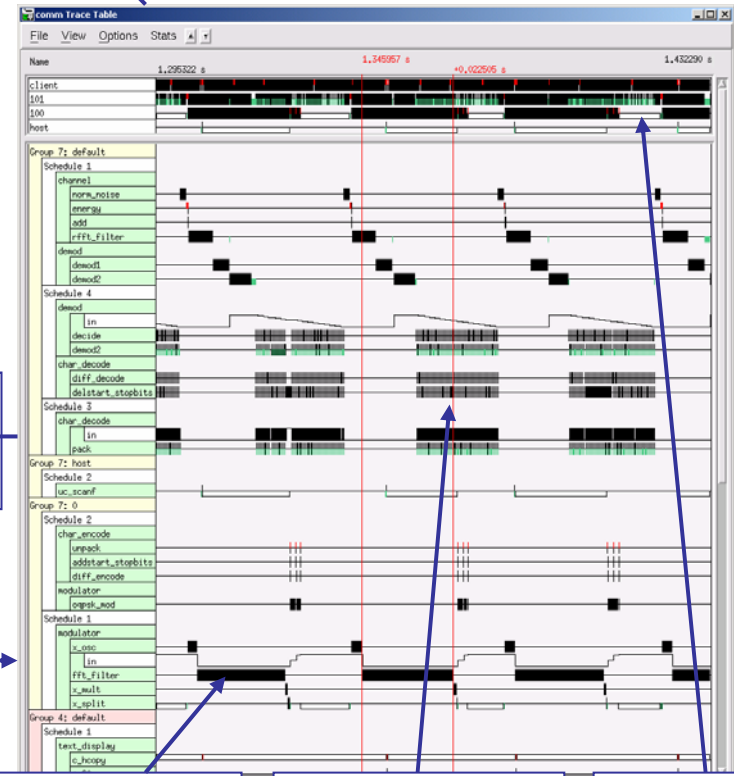 comm Trace Table
File View Options Stats
Name
1.295322 s
1.345957 s
+0.022505 s
1.432290 s
client
101
100
host
Group 7: default
Schedule 1
channel
norm_noise
energy
add
rfft_filter
demod
demod1
demod2
Schedule 4
demod
in
decide
demod2
char_decode
diff_decode
delstart_stopbits
Schedule 3
char_decode
in
pack
Group 7: host
Schedule 2
uc_scanf
Group 7: 0
Schedule 2
char_encode
unpack
addstart_stopbits
diff_encode
modulator
oqpsk_mod
Schedule 1
modulator
x_osc
in
fft_filter
x_mult
x_split
Group 4: default
Schedule 1
text_display
c_hcopy